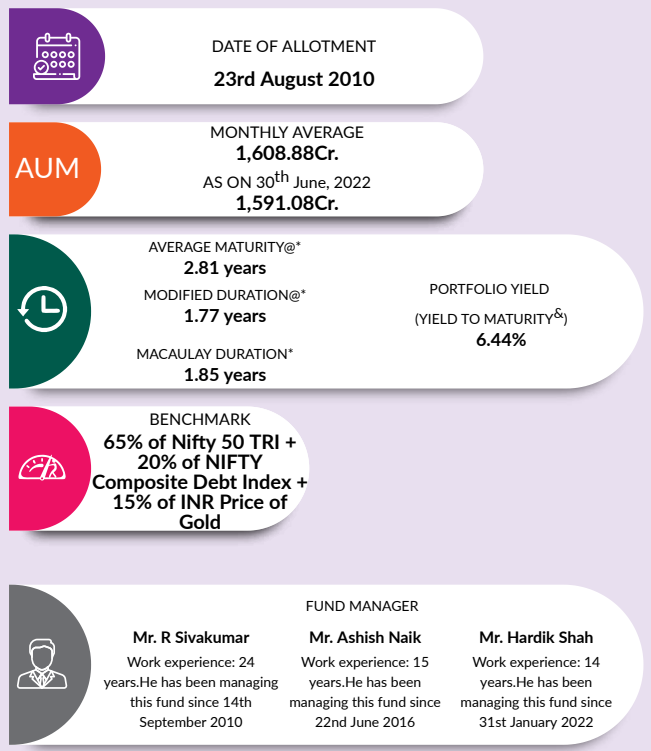 DATE OF ALLOTMENT
23rd August 2010
AUM
MONTHLY AVERAGE
1,608.88Cr.
AS ON 30th June, 2022
1,591.08Cr.
AVERAGE MATURITY@*
2.81 years
MODIFIED DURATION@*
1.77 years
MACAULAY DURATION*
1.85 years
PORTFOLIO YIELD
(YIELD TO MATURITY&)
6.44%
BENCHMARK
65% of Nifty 50 TRI +
20% of NIFTY
Composite Debt Index +
15% of INR Price of
Gold
FUND MANAGER
Mr. R Sivakumar
Work experience: 24
years.He has been managing
this fund since 14th
September 2010
Mr. Ashish Naik
Work experience: 15
years.He has been
managing this fund since
22nd June 2016
Mr. Hardik Shah
Work experience: 14
years.He has been
managing this fund since
31st January 2022